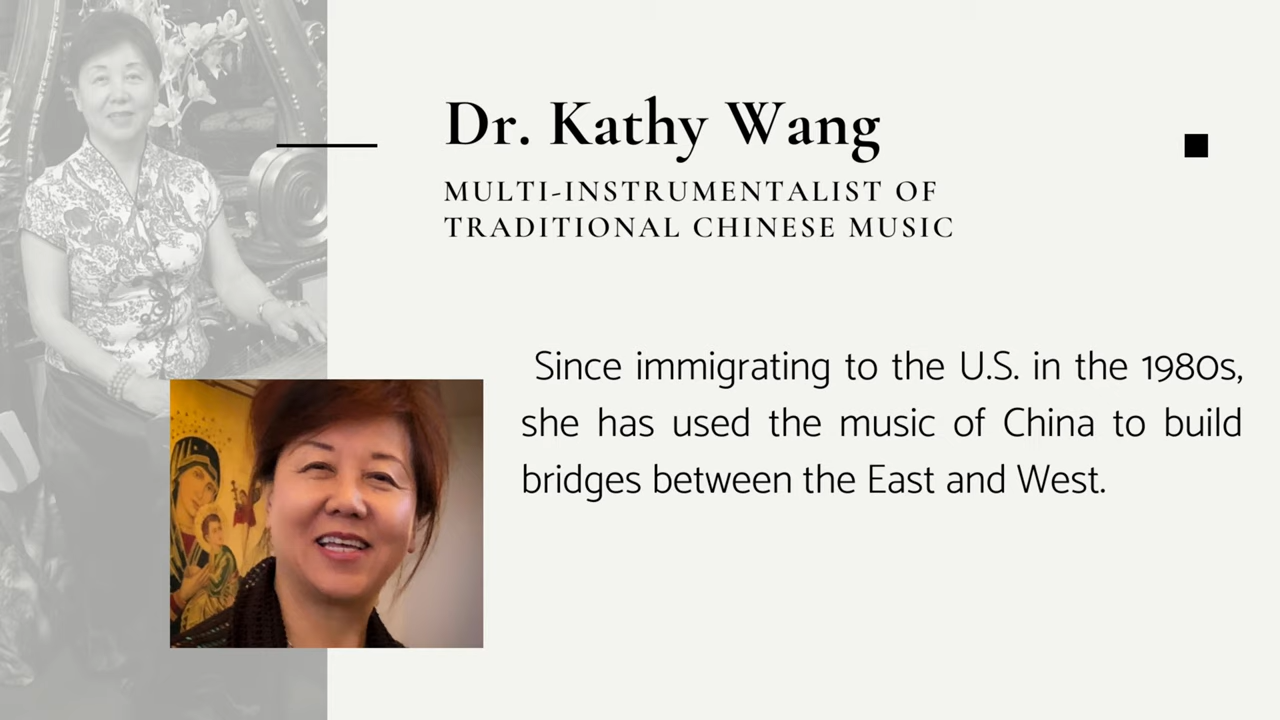 Dr. Kathy Wang
MULTI-INSTRUMENTALIST OF
TRADITIONAL CHINESE MUSIC
Since immigrating to the U.S. in the 1980s,
she has used the music of China to build
bridges between the East and West.